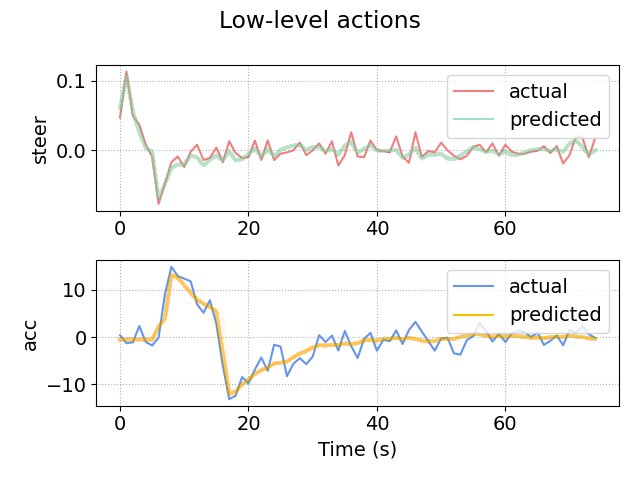 Low-level actions
0.1
0.0
steer
actual
predicted
0 20 40 60
10
0
−10
acc
actual
predicted
0 20 40 60
Time (s)